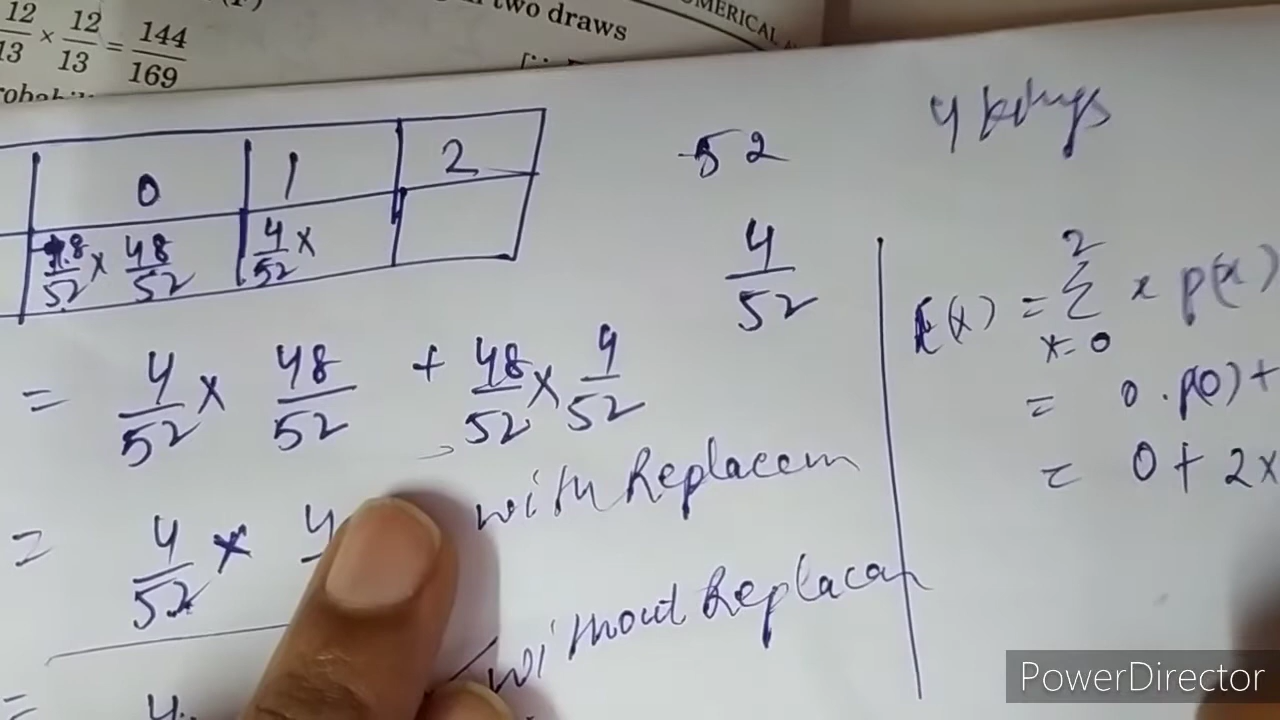 12/13 × 12/13 = 144/169
two draws
0 1 2
48/52 × 48/52 4/52 ×
52
4 kings
4/52
= 4/52 × 48/52 + 48/52 × 4/52
= 4/52 ×
with Replacem
without Replacan
E(x) = 2 Σ x=0 x p(x)
= 0 . p(0) +
= 0 + 2x
PowerDirector